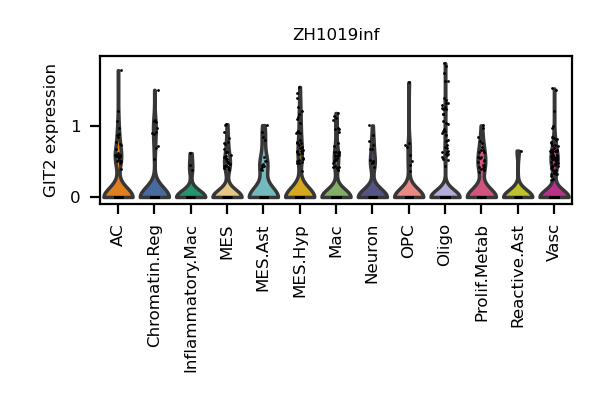 ZH1019inf
GIT2 expression
1
0
AC
Chromatin.Reg
Inflammatory.Mac
MES
MES.Ast
MES.Hyp
Mac
Neuron
OPC
Oligo
Prolif.Metab
Reactive.Ast
Vasc